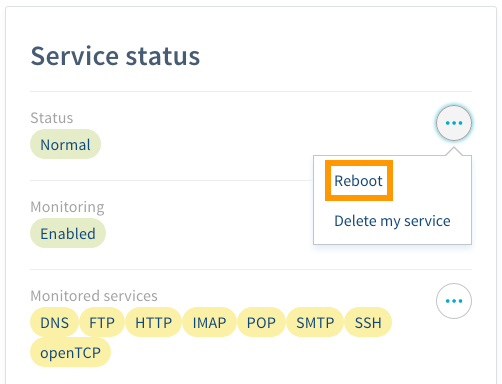 Service status
Status
Normal
Reboot
Delete my service
Monitoring
Enabled
Monitored services
DNS FTP HTTP IMAP POP SMTP SSH
openTCP